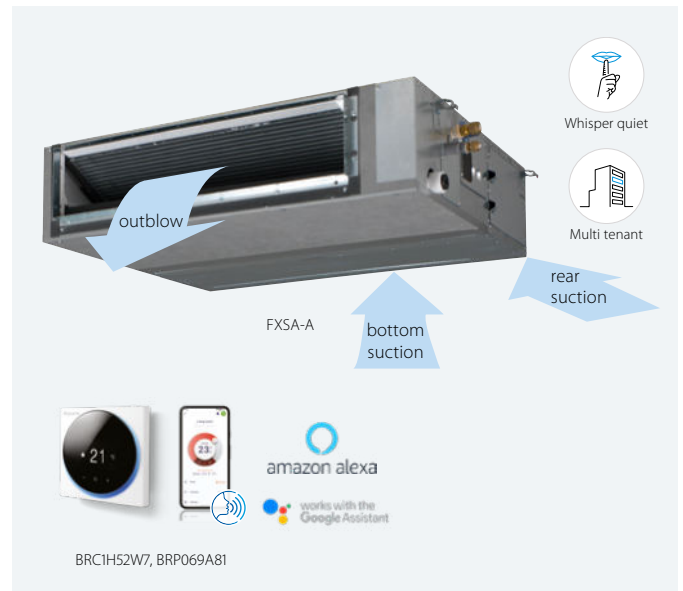 Whisper quiet
Multi tenant
outblow
rear
suction
FXSA-A
bottom
suction
21
23
amazon alexa
works with the
Google Assistant
BRC1H52W7, BRP069A81